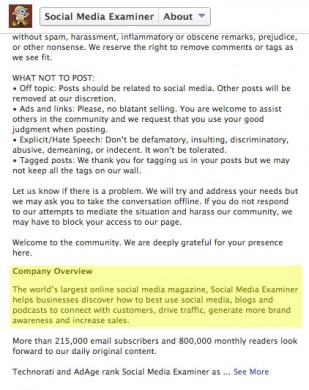 Social Media Examiner About
without spam, harassment, inflammatory or obscene remarks, prejudice,
or other nonsense. We reserve the right to remove comments or tags as
we see fit.
WHAT NOT TO POST:
• Off topic: Posts should be related to social media. Other posts will be
removed at our discretion.
• Ads and links: Please, no blatant selling. You are welcome to assist
others in the community and we request that you use your good
judgment when posting.
• Explicit/Hate Speech: Don't be defamatory, insulting, discriminatory,
abusive, demeaning, or indecent. It won't be tolerated.
• Tagged posts: We thank you for tagging us in your posts but we may
not keep all the tags on our wall.
Let us know if there is a problem. We will try and address your needs but
we may ask you to take the conversation offline. If you do not respond
to our attempts to mediate the situation and harass our community, we
may have to block your access to our page.
Welcome to the community. We are deeply grateful for your presence
here.
Company Overview
The world's largest online social media magazine, Social Media Examiner
helps businesses discover how to best use social media, blogs and
podcasts to connect with customers, drive traffic, generate more brand
awareness and increase sales.
More than 215,000 email subscribers and 800,000 monthly readers look
forward to our daily original content.
Technorati and AdAge rank Social Media Examiner as ... See More